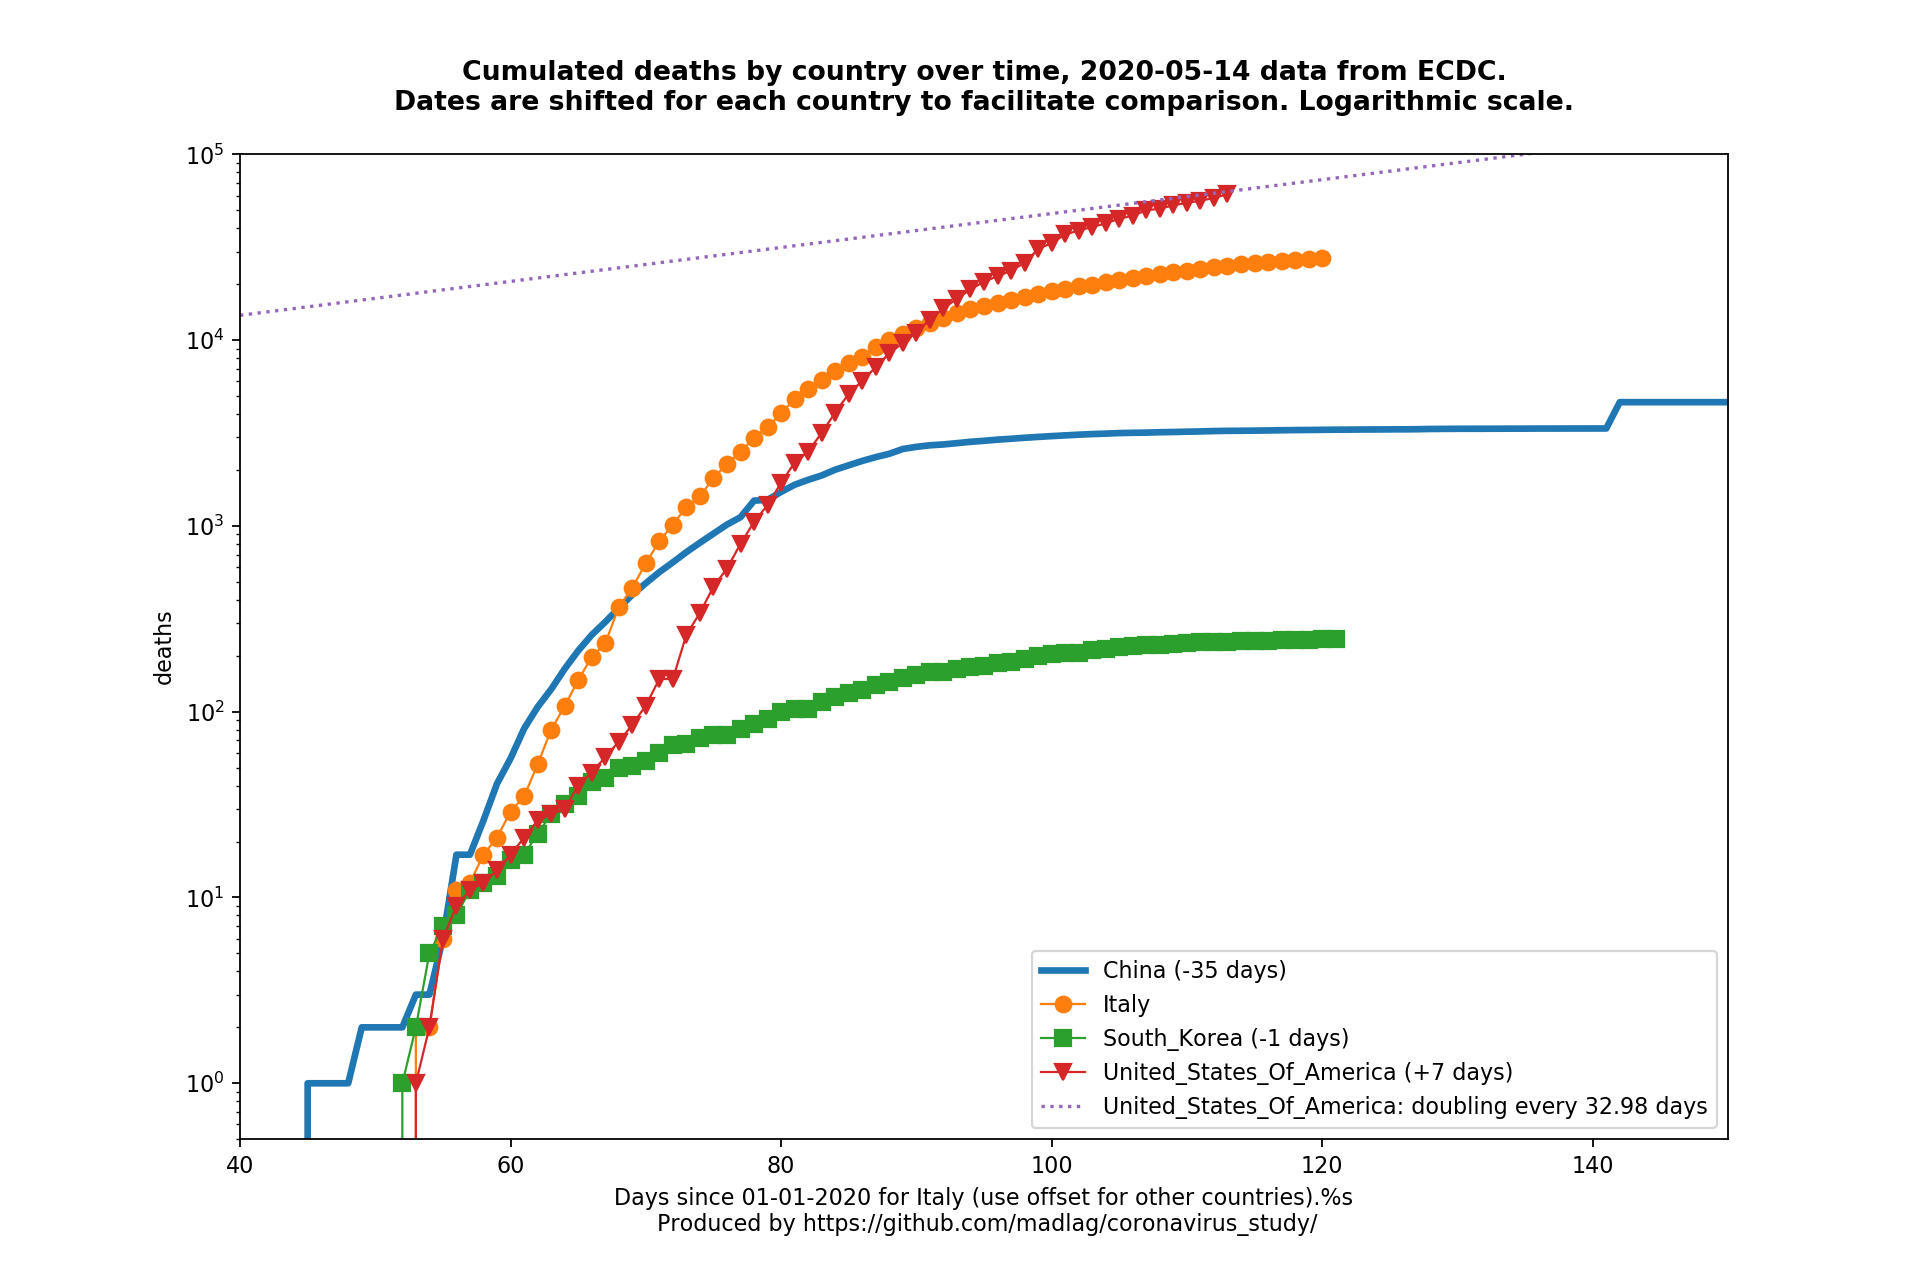 Cumulated deaths by country over time, 2020-05-14 data from ECDC.
Dates are shifted for each country to facilitate comparison. Logarithmic scale.
10^5
10^4
10^3
10^2
10^1
10^0
deaths
China (-35 days)
Italy
South_Korea (-1 days)
United_States_Of_America (+7 days)
United_States_Of_America: doubling every 32.98 days
40 60 80 100 120 140
Days since 01-01-2020 for Italy (use offset for other countries).%s
Produced by https://github.com/madlag/coronavirus_study/